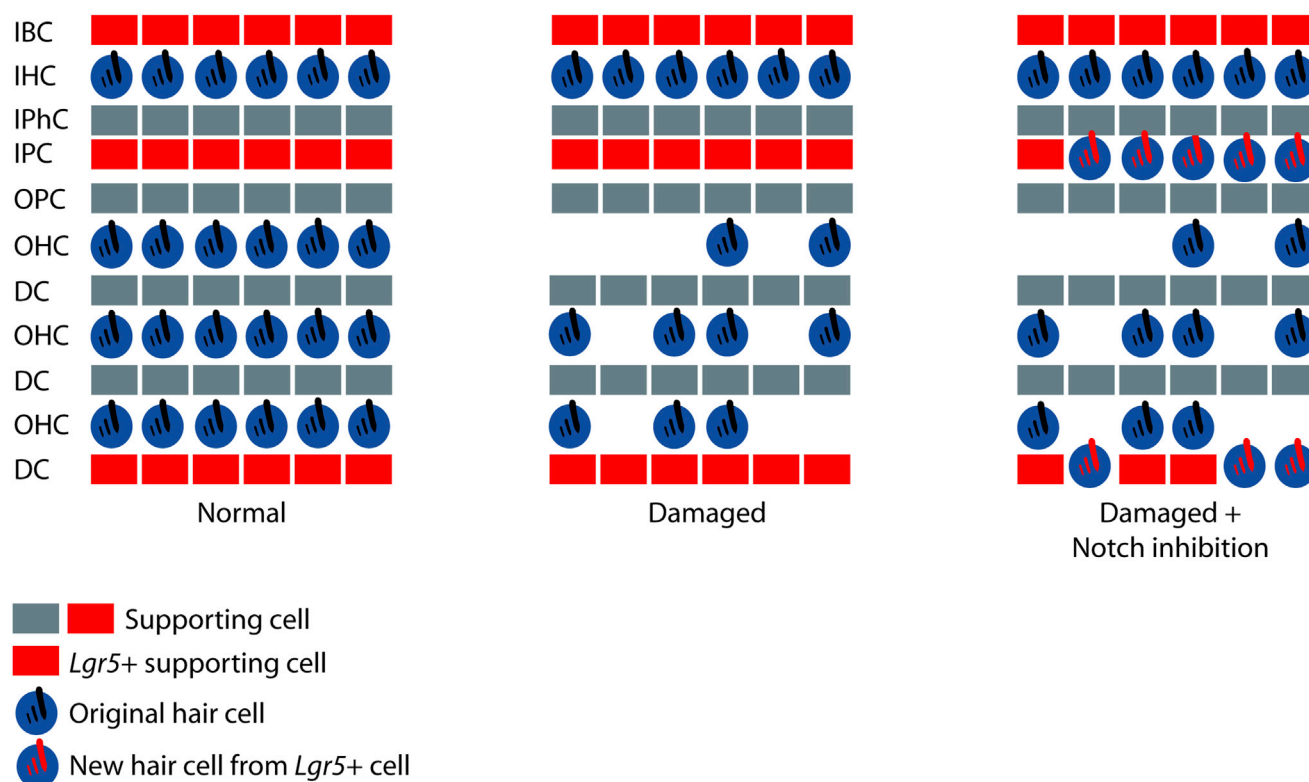 IBC
IHC
IPhC
IPC
OPC
OHC
DC
OHC
DC
OHC
DC
Normal
Damaged
Damaged +
Notch inhibition
Supporting cell
Lgr5+ supporting cell
Original hair cell
New hair cell from Lgr5+ cell